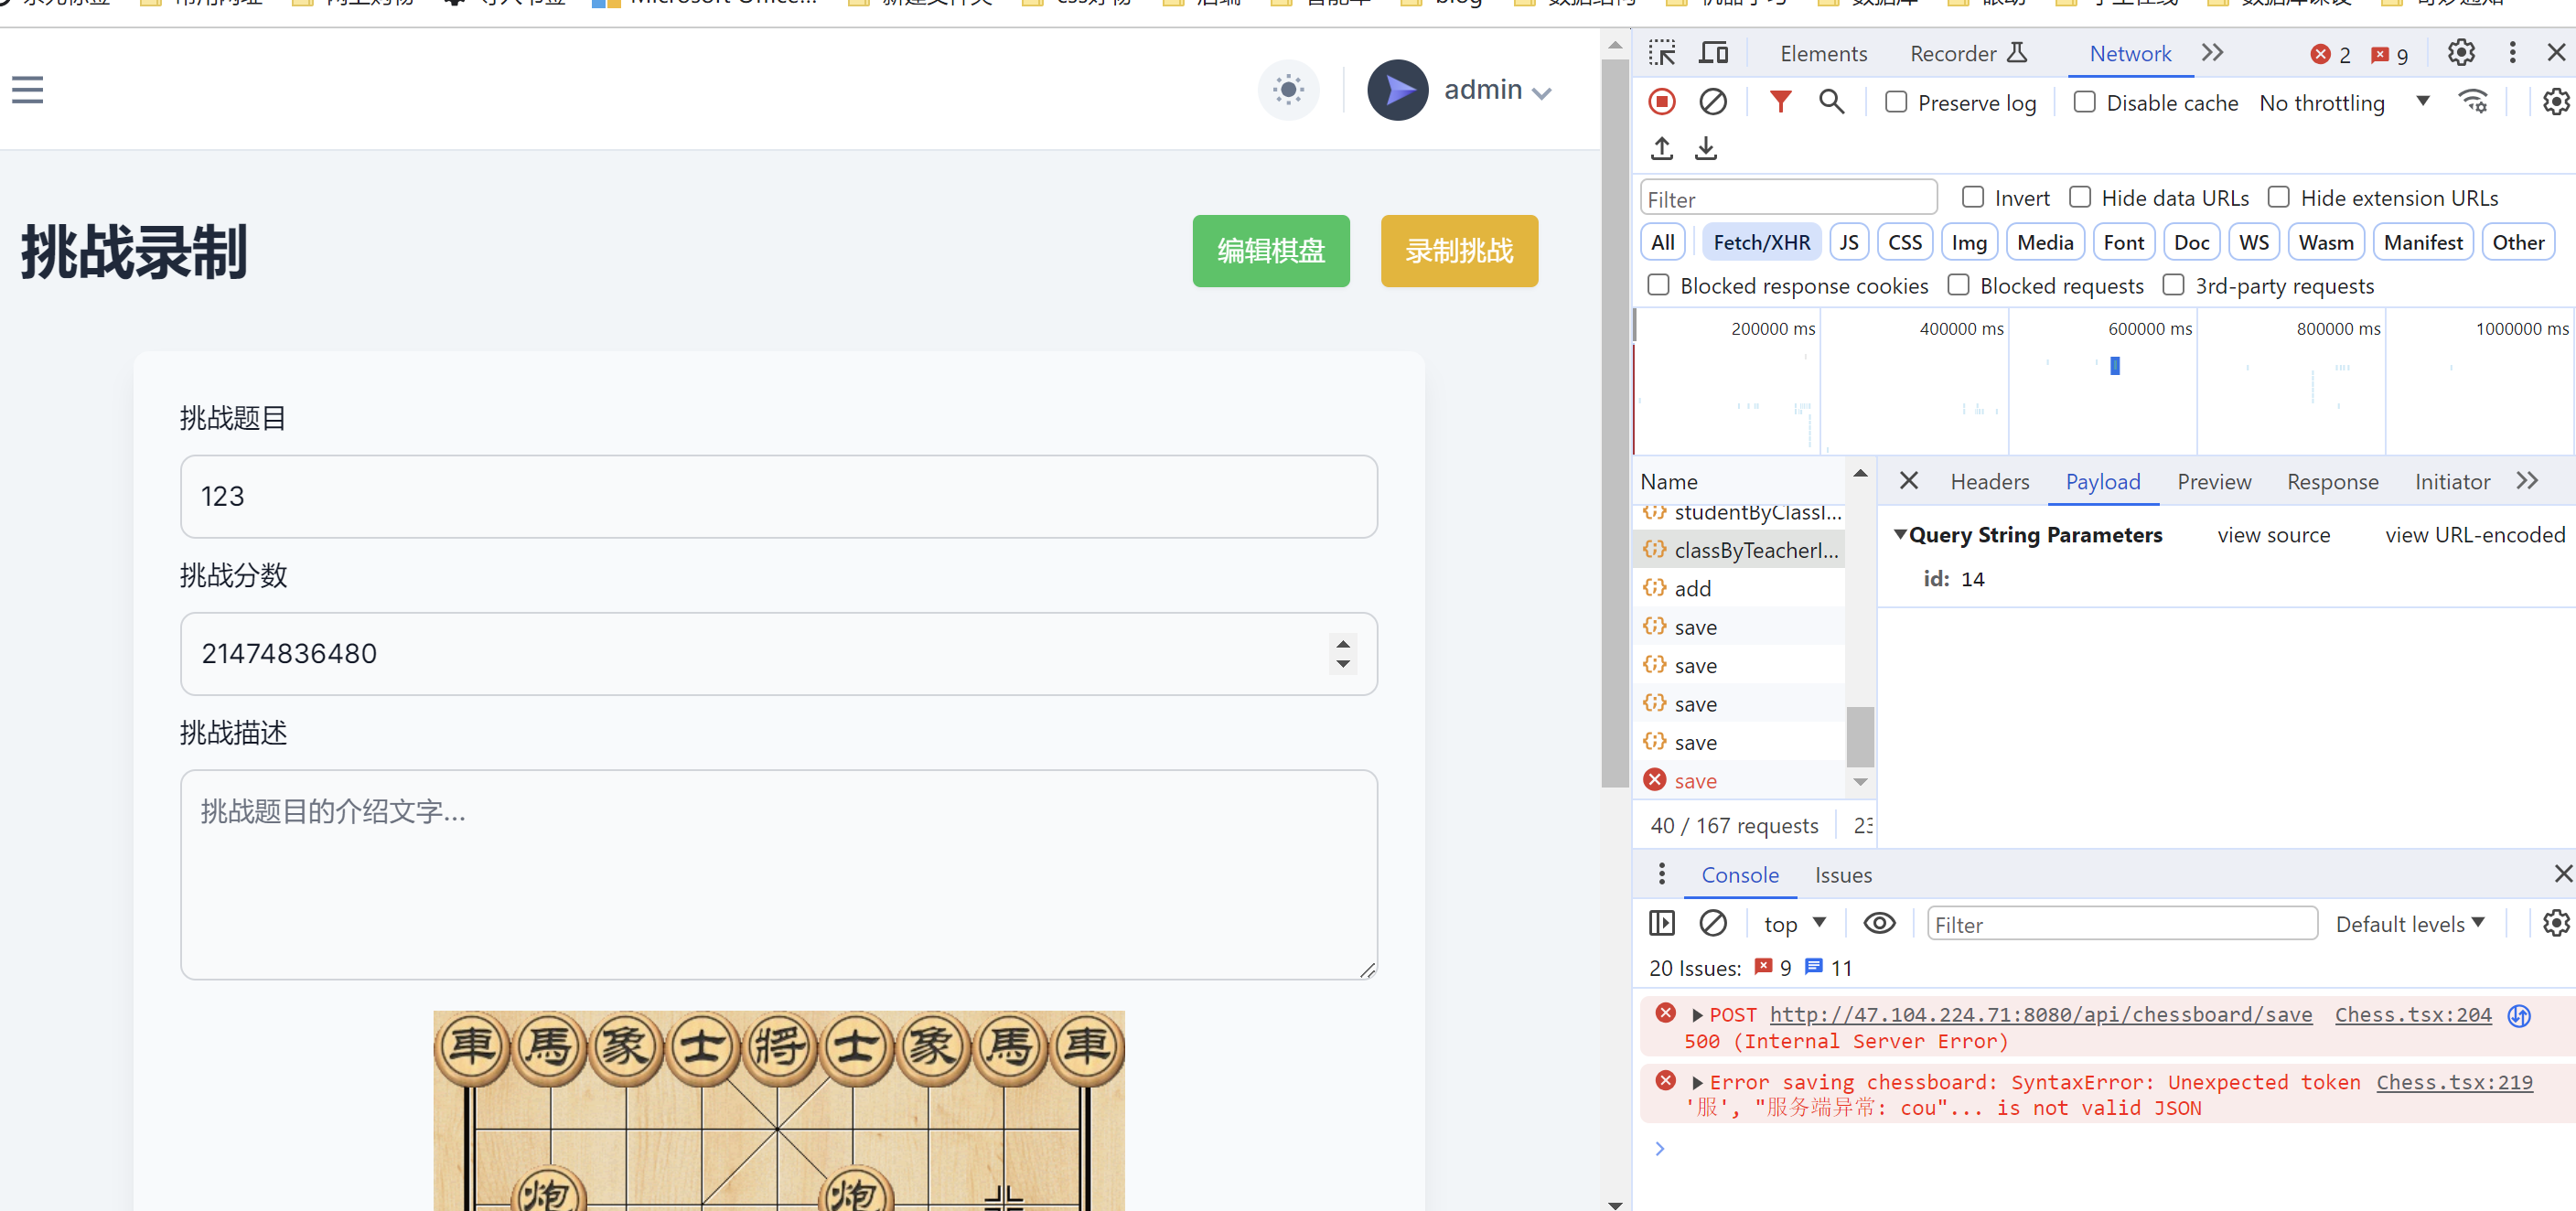 Microsoft Office...
admin
挑战录制
编辑棋盘
录制挑战
挑战题目
123
挑战分数
21474836480
挑战描述
挑战题目的介绍文字...
車 馬 象 士 将 士 象 馬 車
炮 炮
Elements Recorder Network 2 9
Preserve log Disable cache No throttling
Filter Invert Hide data URLs Hide extension URLs
All Fetch/XHR JS CSS Img Media Font Doc WS Wasm Manifest Other
Blocked response cookies Blocked requests 3rd-party requests
200000 ms 400000 ms 600000 ms 800000 ms 1000000 ms
Name
studentByClassI...
classByTeacherI...
add
save
save
save
save
save
40 / 167 requests
Headers Payload Preview Response Initiator
Query String Parameters view source view URL-encoded
id: 14
Console Issues
top Filter Default levels
20 Issues: 9 11
POST http://47.104.224.71:8080/api/chessboard/save Chess.tsx:204
500 (Internal Server Error)
Error saving chessboard: SyntaxError: Unexpected token Chess.tsx:219
'服', "服务端异常: cou"... is not valid JSON